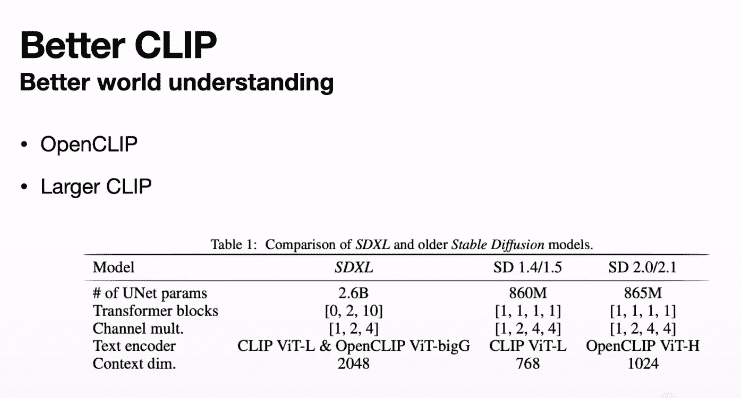 Better CLIP
Better world understanding
• OpenCLIP
• Larger CLIP
Table 1: Comparison of SDXL and older Stable Diffusion models.
Model SDXL SD 1.4/1.5 SD 2.0/2.1
# of UNet params 2.6B 860M 865M
Transformer blocks [0, 2, 10] [1, 1, 1, 1] [1, 1, 1, 1]
Channel mult. [1, 2, 4] [1, 2, 4, 4] [1, 2, 4, 4]
Text encoder CLIP ViT-L & OpenCLIP ViT-bigG CLIP ViT-L OpenCLIP ViT-H
Context dim. 2048 768 1024